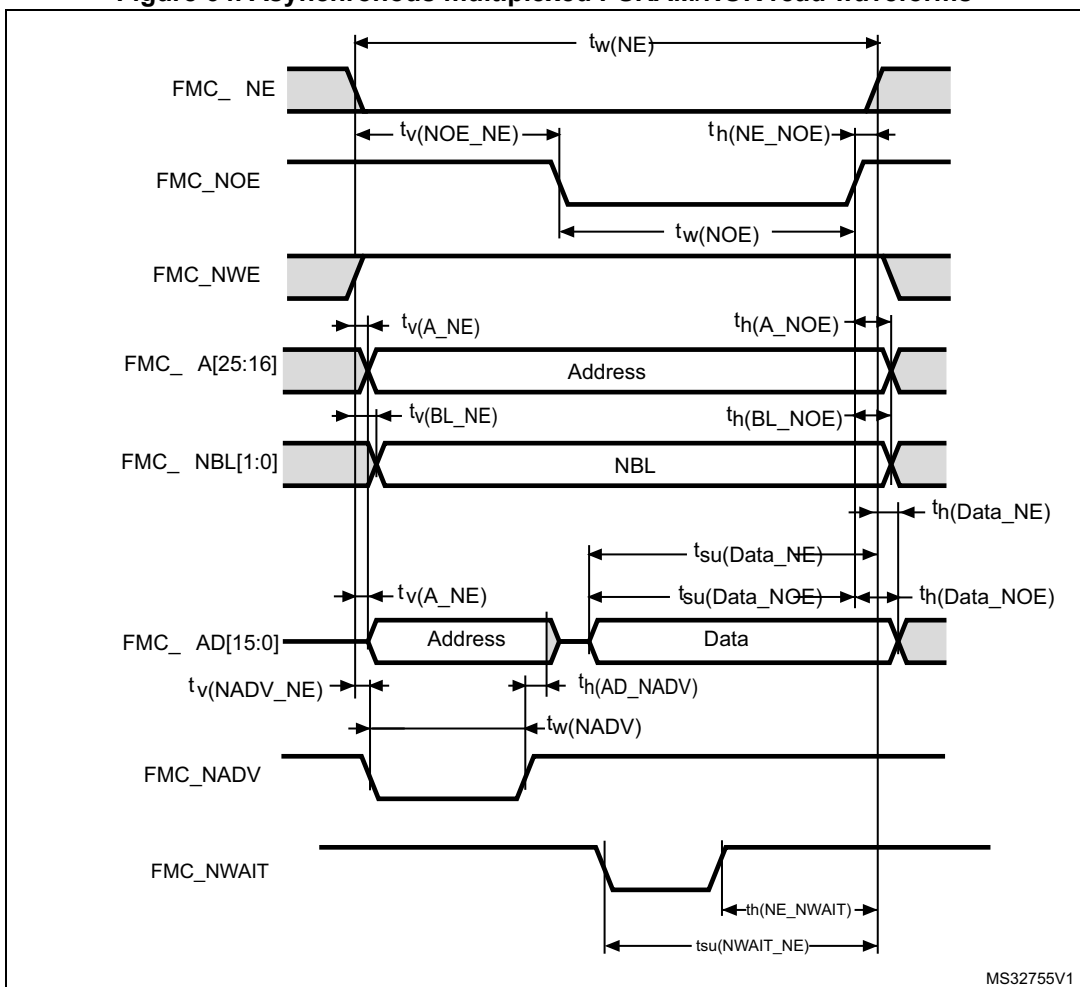 Figure 64. Asynchronous multiplexed PSRAM/NOR read waveforms
tw(NE)
FMC_ NE
tv(NOE_NE)
th(NE_NOE)
FMC_NOE
tw(NOE)
FMC_NWE
tv(A_NE)
th(A_NOE)
FMC_ A[25:16]
Address
tv(BL_NE)
th(BL_NOE)
FMC_ NBL[1:0]
NBL
th(Data_NE)
tsu(Data_NE)
tv(A_NE)
tsu(Data_NOE)
th(Data_NOE)
FMC_ AD[15:0]
Address
Data
tv(NADV_NE)
th(AD_NADV)
tw(NADV)
FMC_NADV
FMC_NWAIT
th(NE_NWAIT)
tsu(NWAIT_NE)
MS32755V1